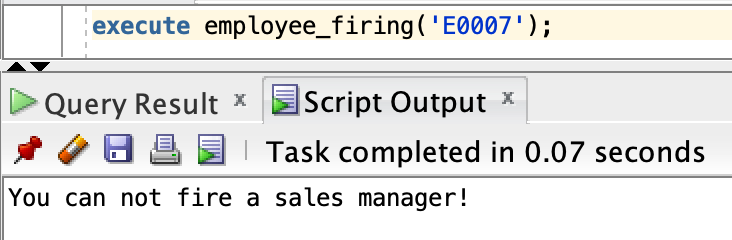 execute employee_firing('E0007');
Query Result x Script Output x
Task completed in 0.07 seconds
You can not fire a sales manager!